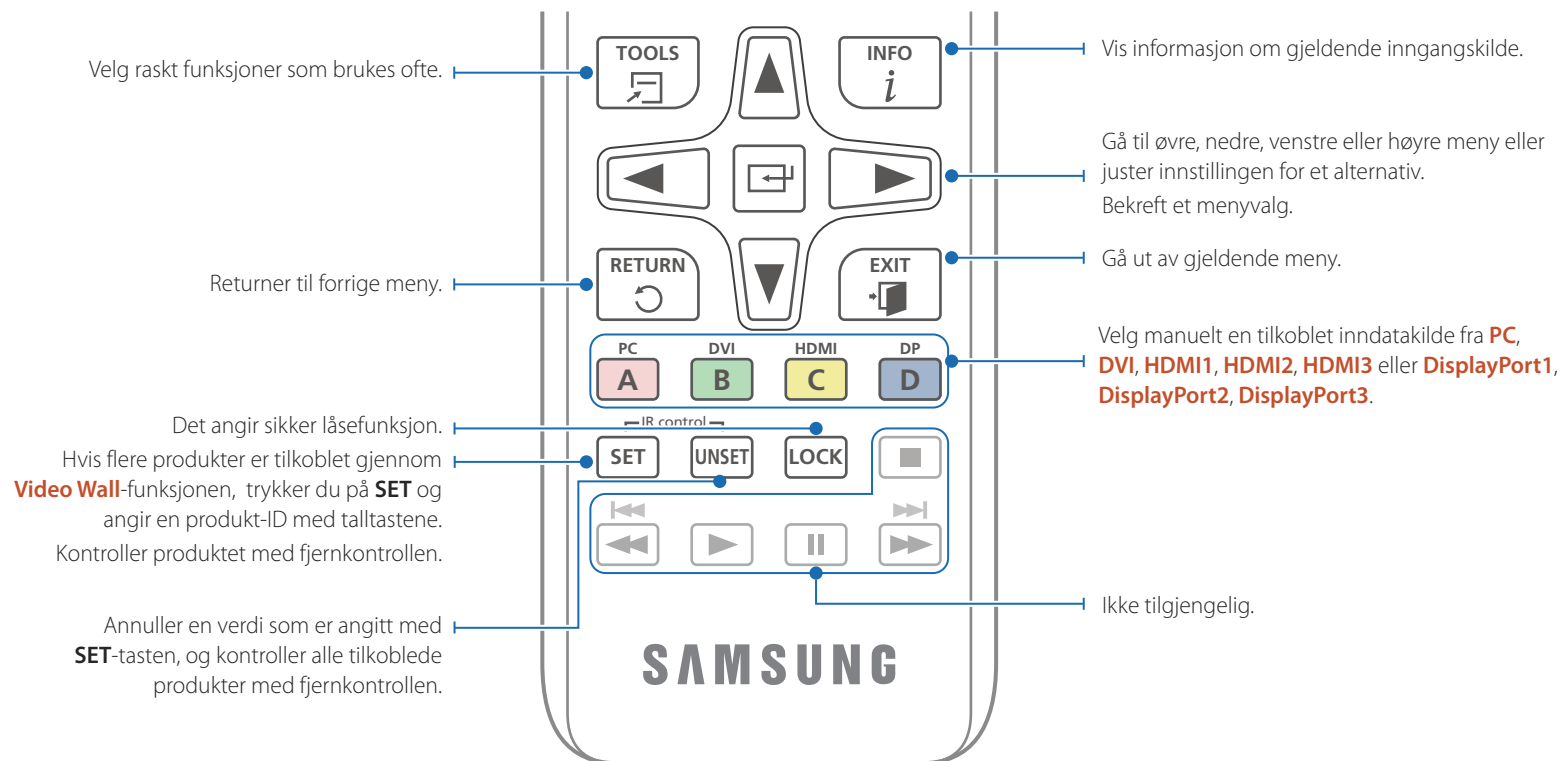 TOOLS
INFO
i
Velg raskt funksjoner som brukes ofte.
Vis informasjon om gjeldende inngangskilde.
Gå til øvre, nedre, venstre eller høyre meny eller
juster innstillingen for et alternativ.
Bekreft et menyvalg.
RETURN
EXIT
Returner til forrige meny.
Gå ut av gjeldende meny.
PC
DVI
HDMI
DP
A
B
C
D
Velg manuelt en tilkoblet inndatakilde fra PC,
DVI, HDMI1, HDMI2, HDMI3 eller DisplayPort1,
DisplayPort2, DisplayPort3.
Det angir sikker låsefunksjon.
IR control
SET
UNSET
LOCK
Hvis flere produkter er tilkoblet gjennom
Video Wall-funksjonen, trykker du på SET og
angir en produkt-ID med talltastene.
Kontroller produktet med fjernkontrollen.
Ikke tilgjengelig.
Annuller en verdi som er angitt med
SET-tasten, og kontroller alle tilkoblede
produkter med fjernkontrollen.
SAMSUNG